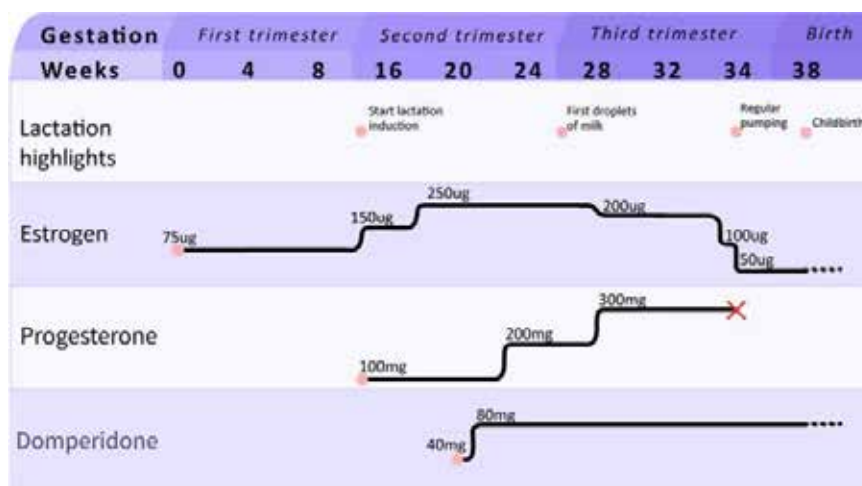 Gestation First trimester Second trimester Third trimester Birth
Weeks 0 4 8 16 20 24 28 32 34 38
Lactation highlights
Start lactation induction
First droplets of milk
Regular pumping
Childbirth
Estrogen
75ug
150ug
250ug
200ug
100ug
50ug
Progesterone
100mg
200mg
300mg
Domperidone
40mg
80mg